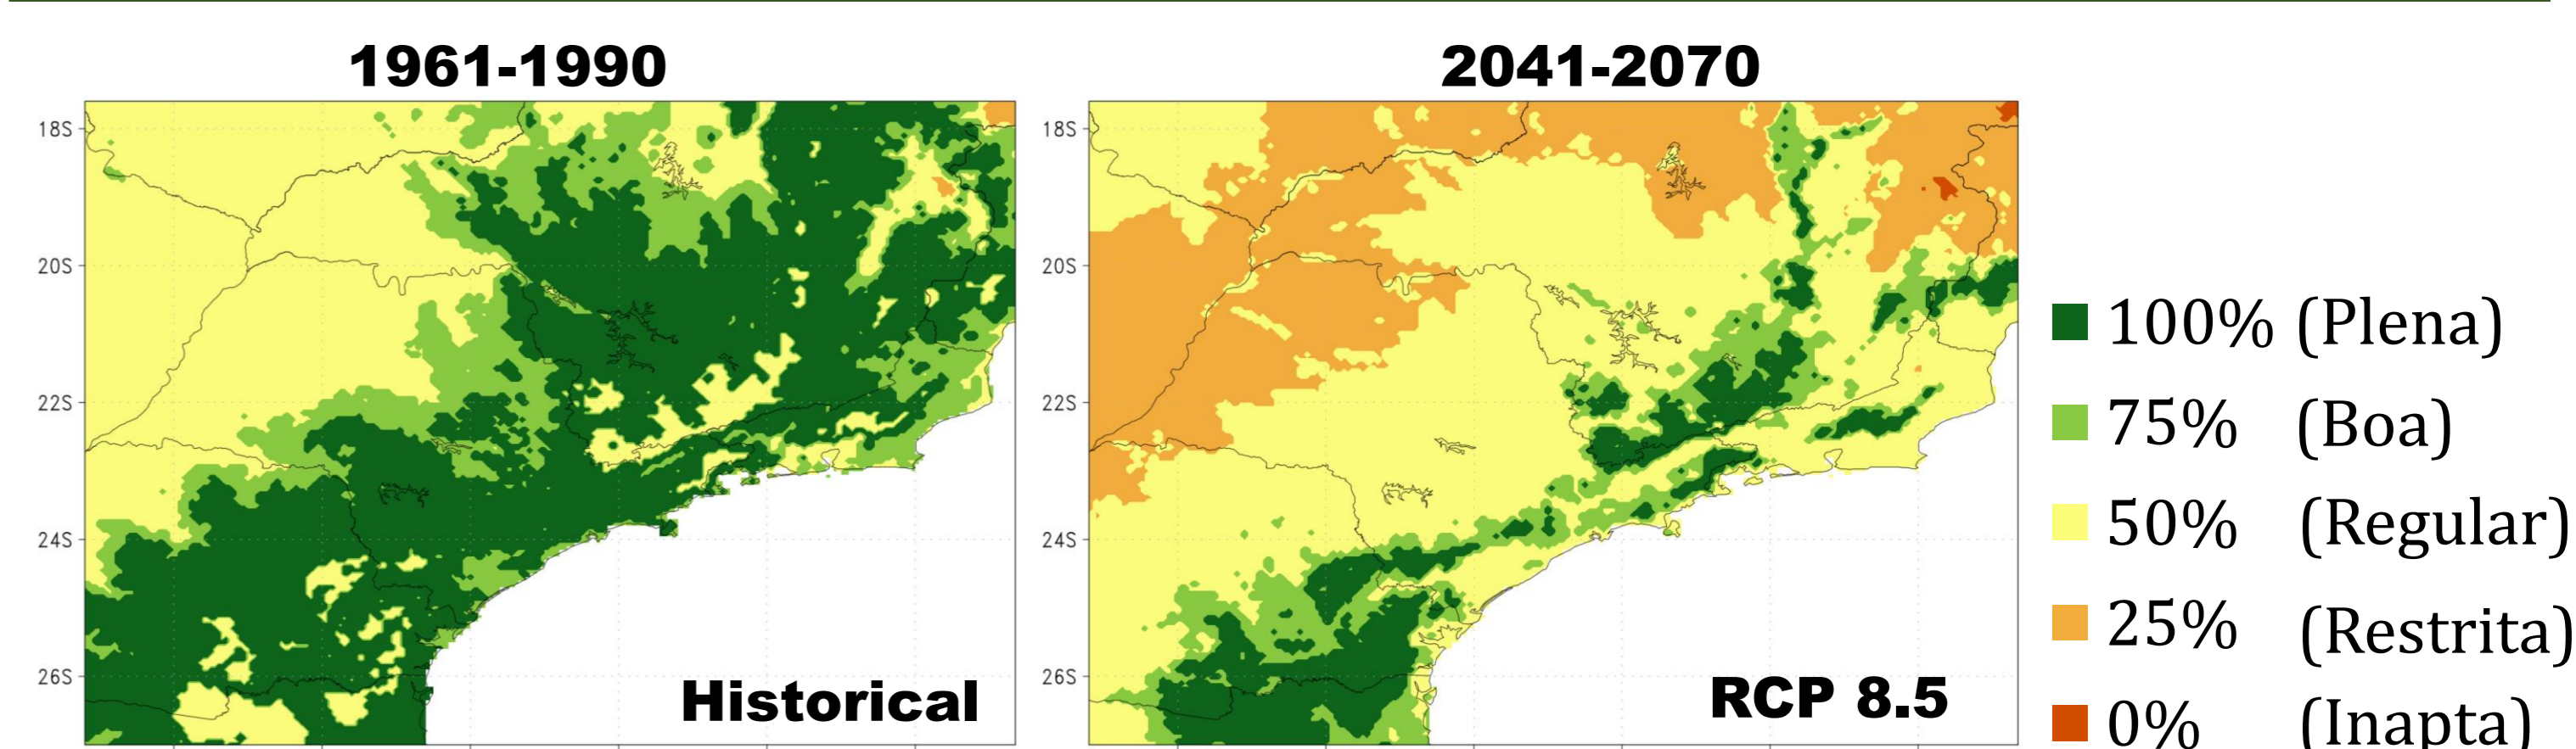 1961-1990
2041-2070
18S
20S
22S
24S
26S
Historical
18S
20S
22S
24S
26S
RCP 8.5
100% (Plena)
75% (Boa)
50% (Regular)
25% (Restrita)
0% (Inapta)